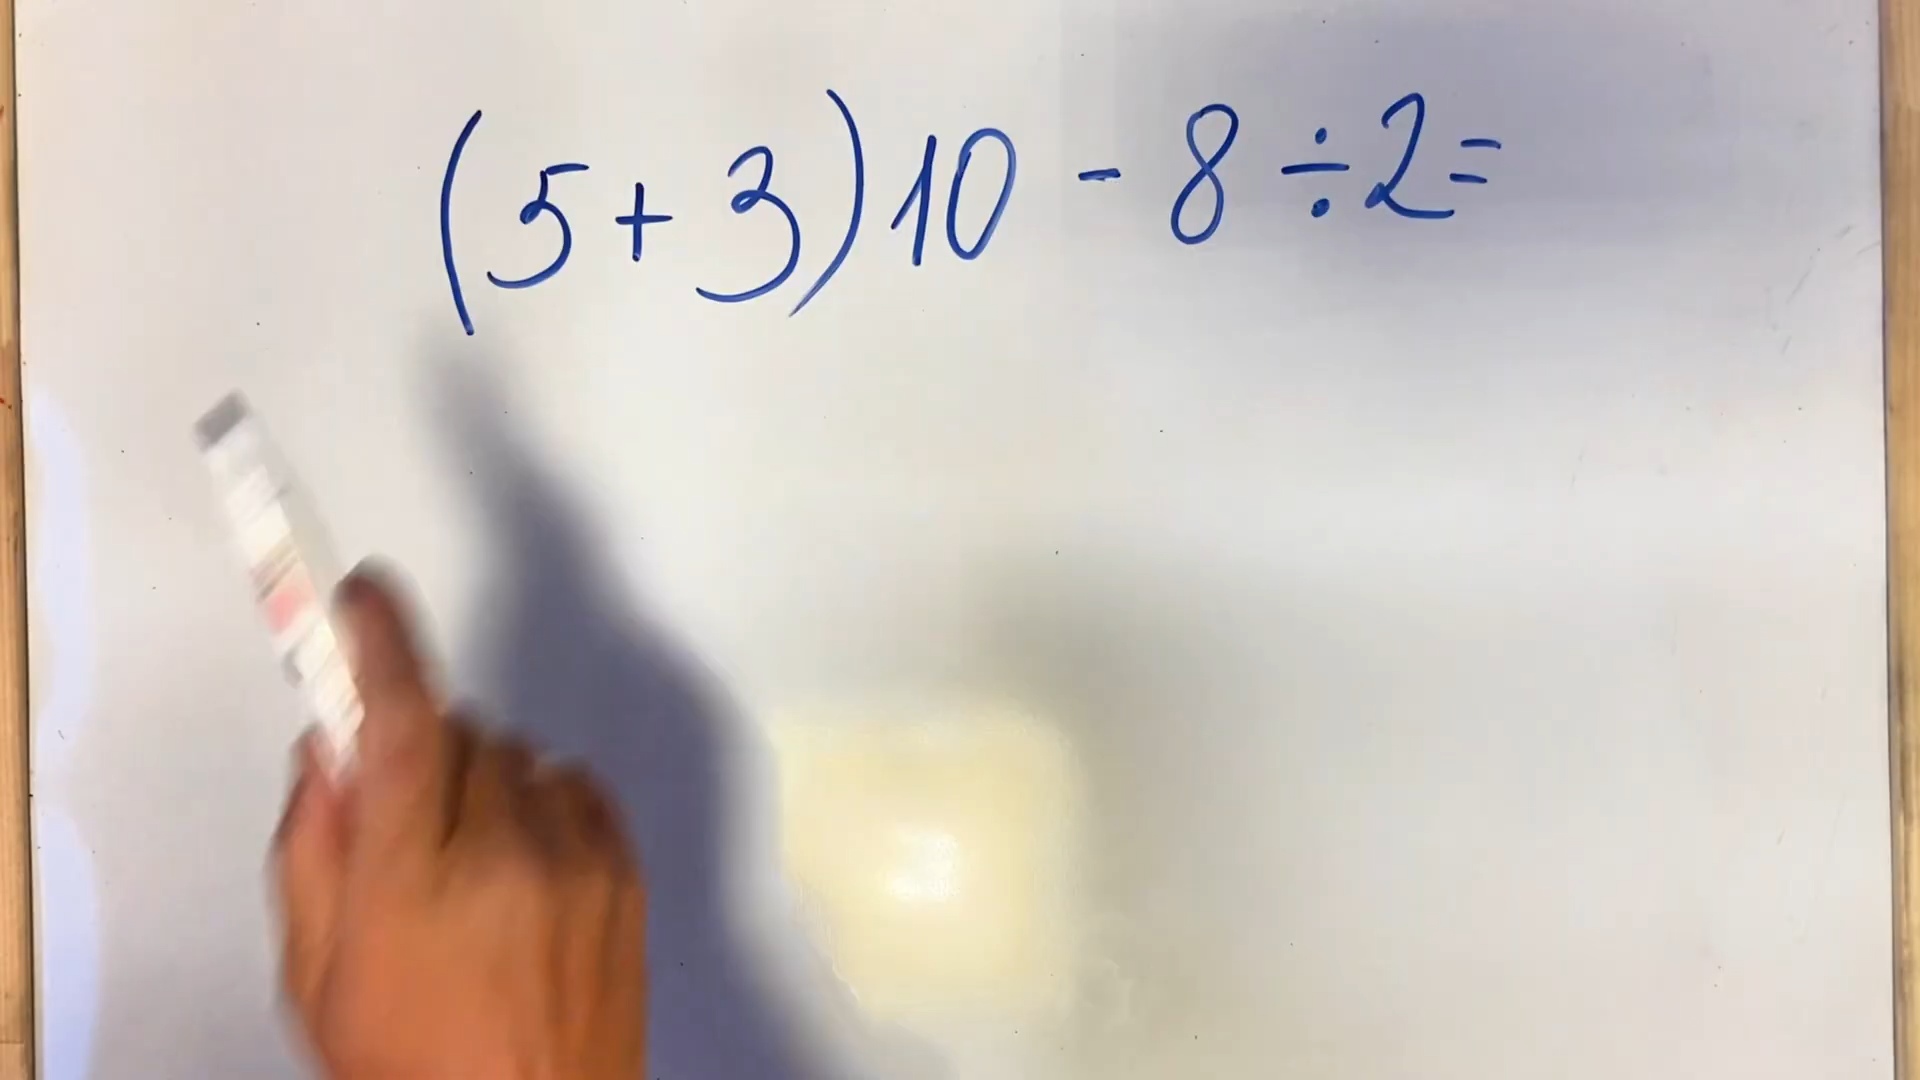 (5+3)10 - 8 ÷ 2 =